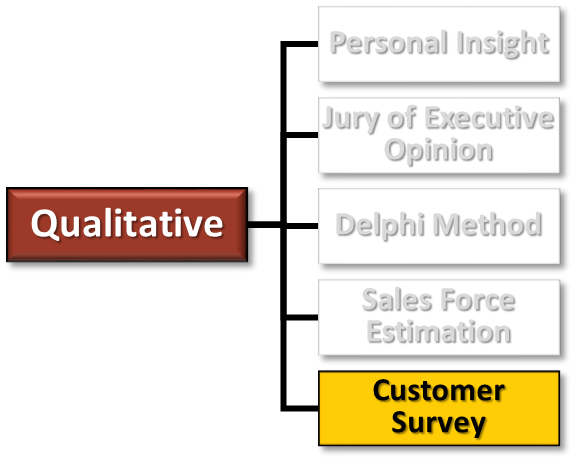 Personal Insight
Jury of Executive
Opinion
Qualitative
Delphi Method
Sales Force
Estimation
Customer
Survey